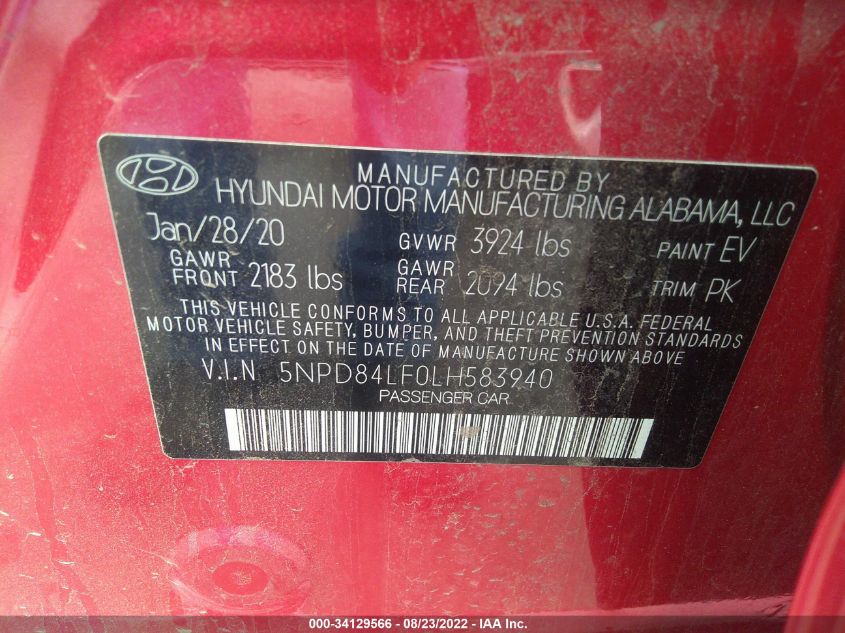 MANUFACTURED BY
HYUNDAI MOTOR MANUFACTURING ALABAMA, LLC
Jan/28/20 GVWR 3924 lbs PAINT EV
GAWR FRONT 2183 lbs GAWR REAR 2094 lbs TRIM PK
THIS VEHICLE CONFORMS TO ALL APPLICABLE U.S.A. FEDERAL
MOTOR VEHICLE SAFETY, BUMPER, AND THEFT PREVENTION STANDARDS
IN EFFECT ON THE DATE OF MANUFACTURE SHOWN ABOVE
V.I.N 5NPD84LF0LH583940
PASSENGER CAR
000-34129566 - 08/23/2022 - IAA Inc.